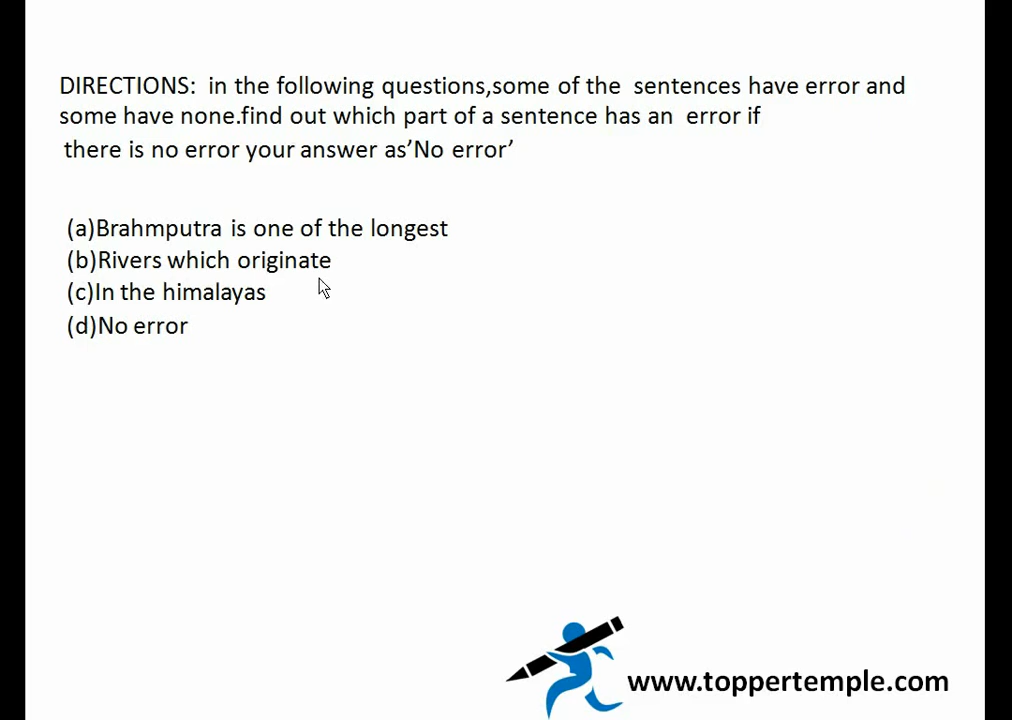 DIRECTIONS:  in the following questions,some of the  sentences have error and
some have none.find out which part of a sentence has an  error if
there is no error your answer as’No error’
(a)Brahmputra is one of the longest
(b)Rivers which originate
(c)In the himalayas
(d)No error
www.toppertemple.com